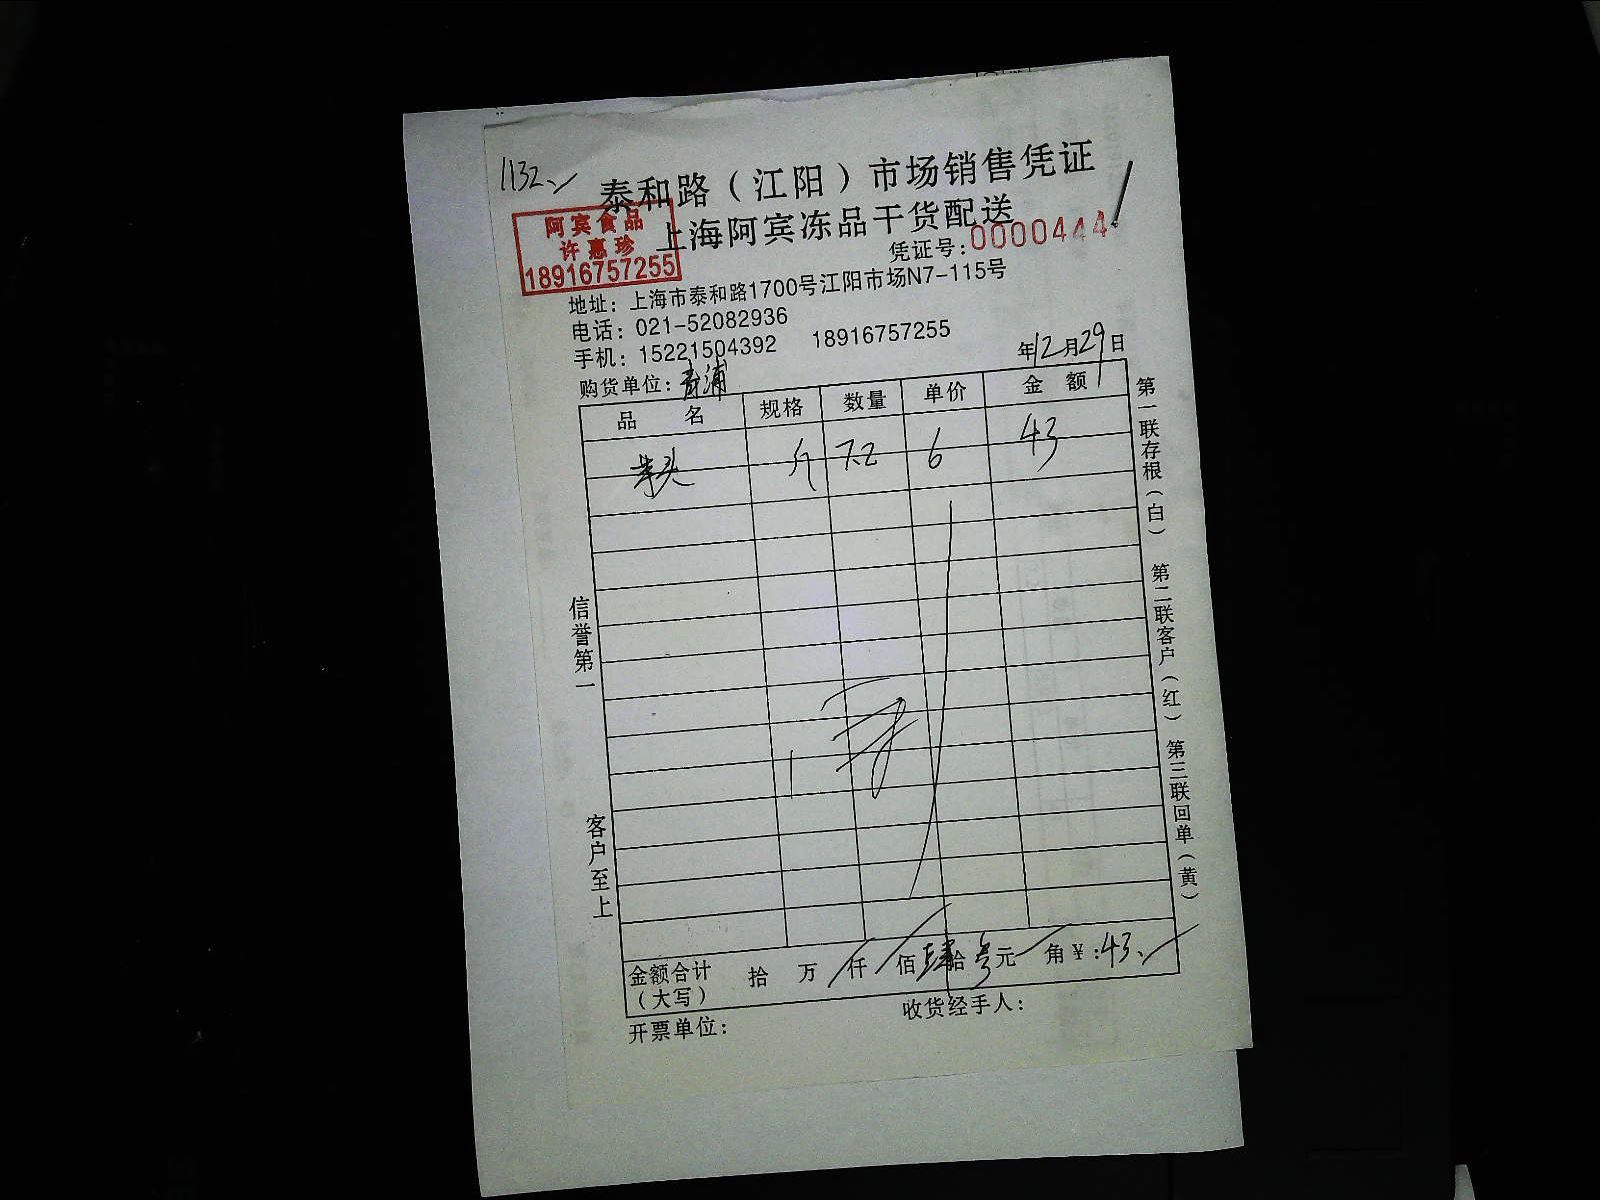 1132.
泰和路（江阳）市场销售凭证
上海阿宾冻品干货配送
阿宾食品
许惠珍
18916757255
凭证号：0000444
地址：上海市泰和路1700号江阳市场N7-115号
电话：021-52082936
手机：15221504392 18916757255
购货单位：青浦
年12月29日
品名 规格 数量 单价 金额
斤 7.2 6 43
金额合计（大写） 拾 万 仟 佰 肆拾 叁元 角 ¥：43.
开票单位：
收货经手人：
信誉第一
客户至上
第一联存根（白） 第二联客户（红） 第三联回单（黄）